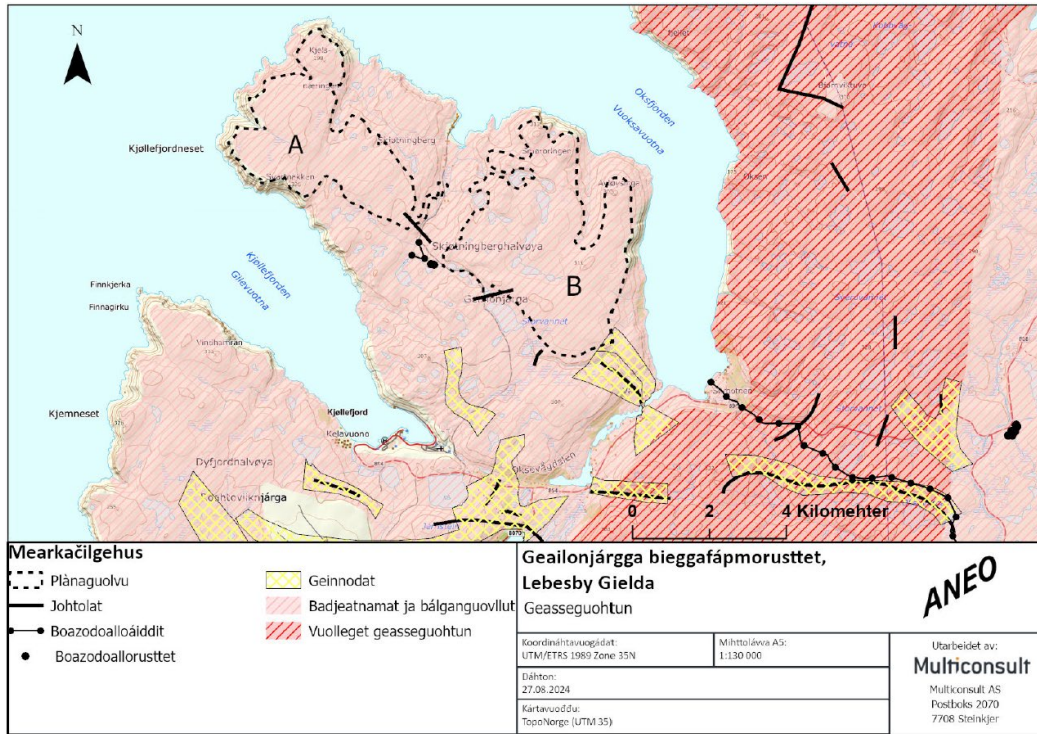 N
Vuoksavuotna
Oksfjorden
A
Kjøllefjordneset
Skjøtningberg
Oksen
Skjøtningberghalvøya
B
Kjøllefjorden
Finnkjerka
Finnagirku
Storvannet
Kjemneset
Kjøllefjord
Dyfjordhalvøya
0 2 4 Kilomehter
Mearkačilgehus
Plànaguolvu
Johtolat
Boazodoalloáiddit
Boazodoallorusttet
Geinnodat
Badjeatnamat ja bálganguovllut
Vuolleget geasseguohtun
Geailonjárgga bieggafápmorusttet,
Lebesby Gielda
Geasseguohtun
ANEO
Koordináhtavuogádat:
UTM/ETRS 1989 Zone 35N
Mihttolávva A5:
1:130 000
Dáhton:
27.08.2024
Kártavuođđu:
TopoNorge (UTM 35)
Utarbeidet av:
Multiconsult
Multiconsult AS
Postboks 2070
7708 Steinkjer